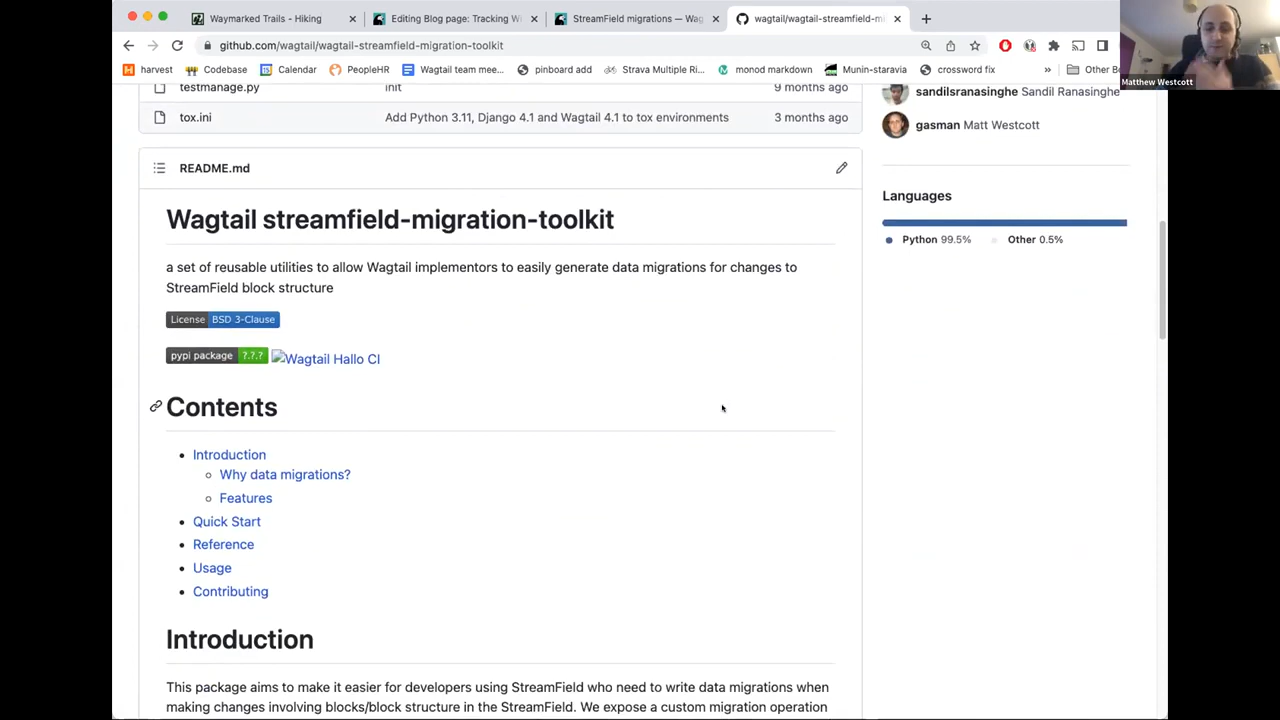 Waymarked Trails - Hiking
Editing Blog page: Tracking Wi
StreamField migrations — Wag
wagtail/wagtail-streamfield-mi
github.com/wagtail/wagtail-streamfield-migration-toolkit
harvest
Codebase
Calendar
PeopleHR
Wagtail team mee...
pinboard add
Strava Multiple Ri...
monod markdown
Munin-staravia
crossword fix
»
Other Bo
Matthew Westcott
testmanage.py init 9 months ago
sandilsranasinghe Sandil Ranasinghe
tox.ini Add Python 3.11, Django 4.1 and Wagtail 4.1 to tox environments 3 months ago
gasman Matt Westcott
README.md
Languages
Python 99.5% Other 0.5%
Wagtail streamfield-migration-toolkit
a set of reusable utilities to allow Wagtail implementors to easily generate data migrations for changes to
StreamField block structure
License BSD 3-Clause
pypi package ?.?.? Wagtail Hallo CI
Contents
Introduction
Why data migrations?
Features
Quick Start
Reference
Usage
Contributing
Introduction
This package aims to make it easier for developers using StreamField who need to write data migrations when
making changes involving blocks/block structure in the StreamField. We expose a custom migration operation